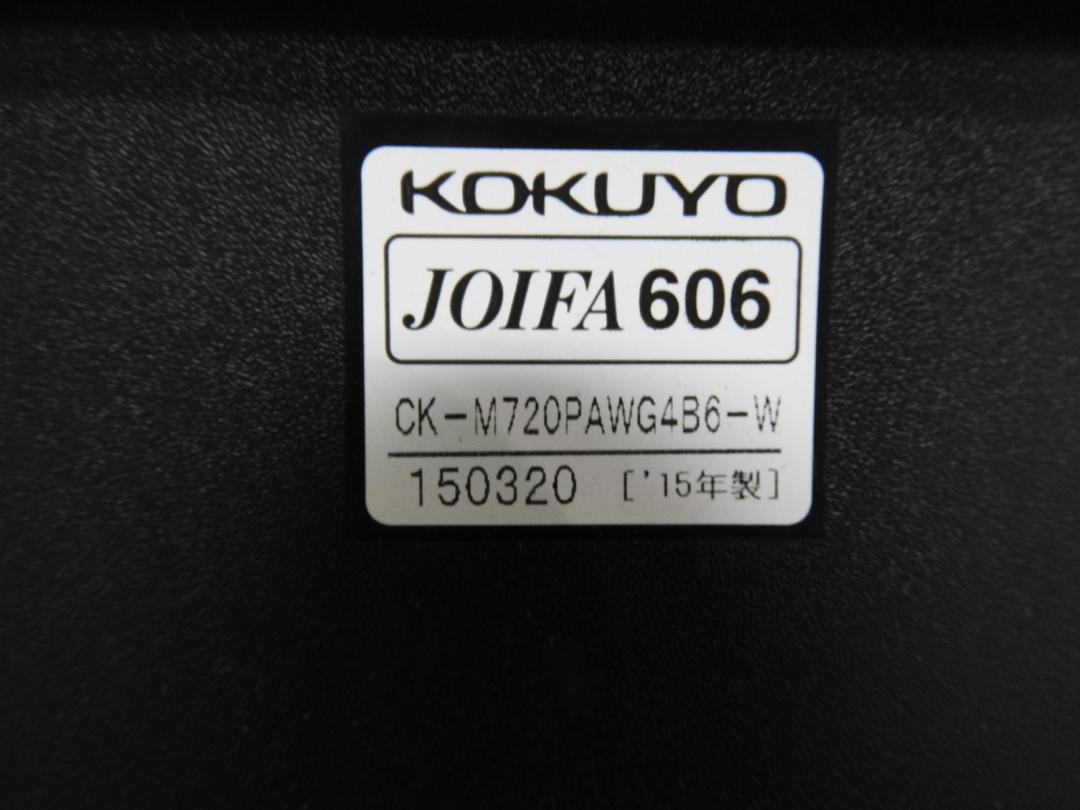 KOKUYO
JOIFA 606
CK-M720PAWG4B6-W
150320 ['15年製]